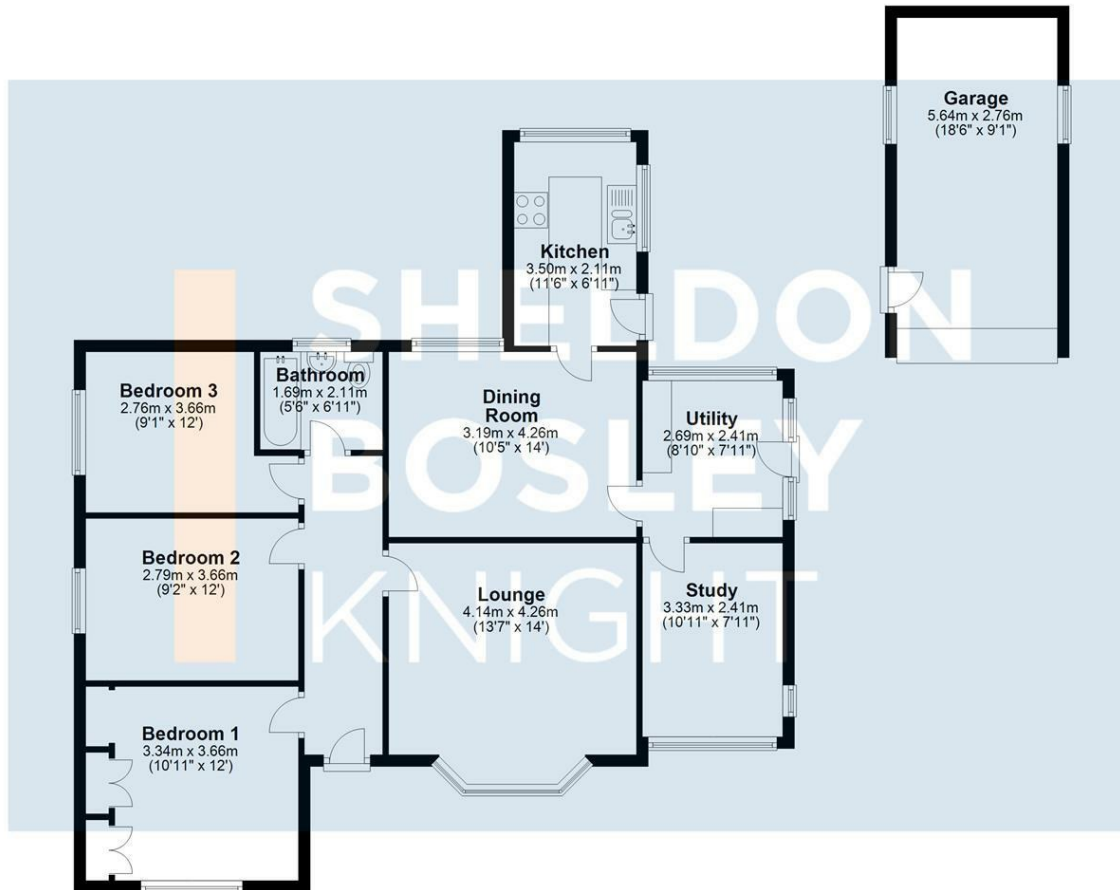 Garage
5.64m x 2.76m
(18'6" x 9'1")
Kitchen
3.50m x 2.11m
(11'6" x 6'11")
Bedroom 3
2.76m x 3.66m
(9'1" x 12')
Bathroom
1.69m x 2.11m
(5'6" x 6'11")
Dining
Room
3.19m x 4.26m
(10'5" x 14')
Utility
2.69m x 2.41m
(8'10" x 7'11")
Bedroom 2
2.79m x 3.66m
(9'2" x 12')
Lounge
4.14m x 4.26m
(13'7" x 14')
Study
3.33m x 2.41m
(10'11" x 7'11")
Bedroom 1
3.34m x 3.66m
(10'11" x 12')
SHELDON
BOSLEY
KNIGHT